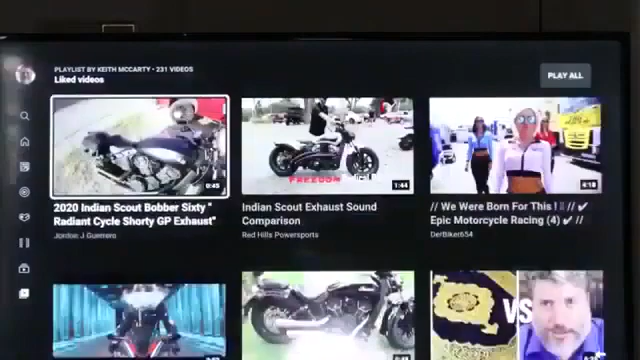 PLAYLIST BY KEITH MCCARTY • 231 VIDEOS
Liked videos
PLAY ALL
0:45
1:44
4:18
FREEDOM
2020 Indian Scout Bobber Sixty "
Radiant Cycle Shorty GP Exhaust"
Jordon J Guerrero
Indian Scout Exhaust Sound
Comparison
Red Hills Powersports
// We Were Born For This ! // ✔
Epic Motorcycle Racing (4) ✔ //
DerBiker654
VS